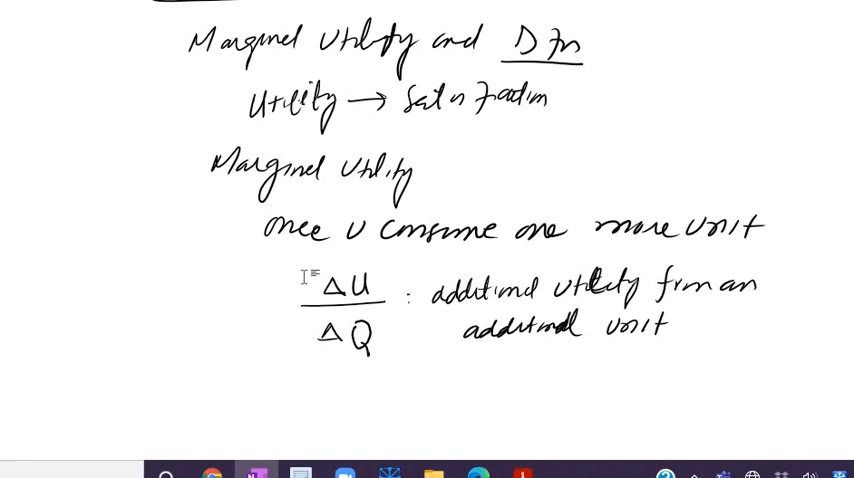 Marginal Utility and D fn
Utility → Satisfaction
Marginal Utility
once U consume one more unit
ΔU
ΔQ
: additional utility from an
additional unit